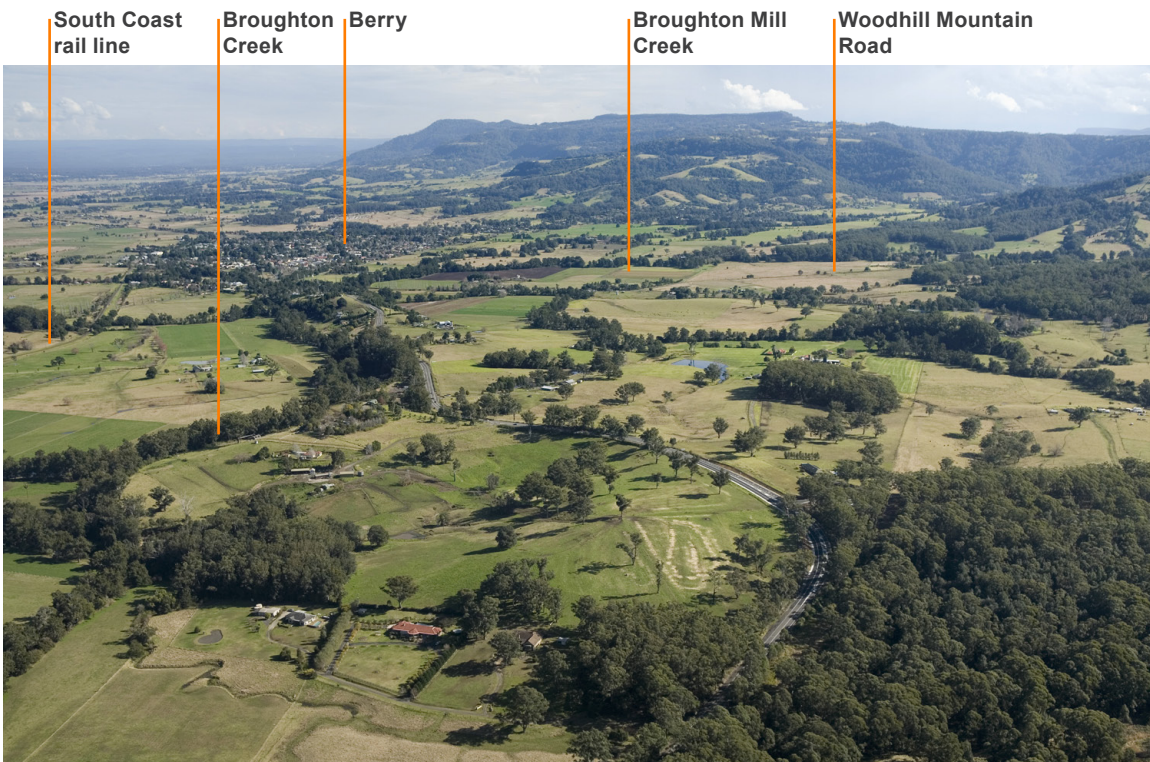 South Coast
rail line
Broughton
Creek
Berry
Broughton Mill
Creek
Woodhill Mountain
Road